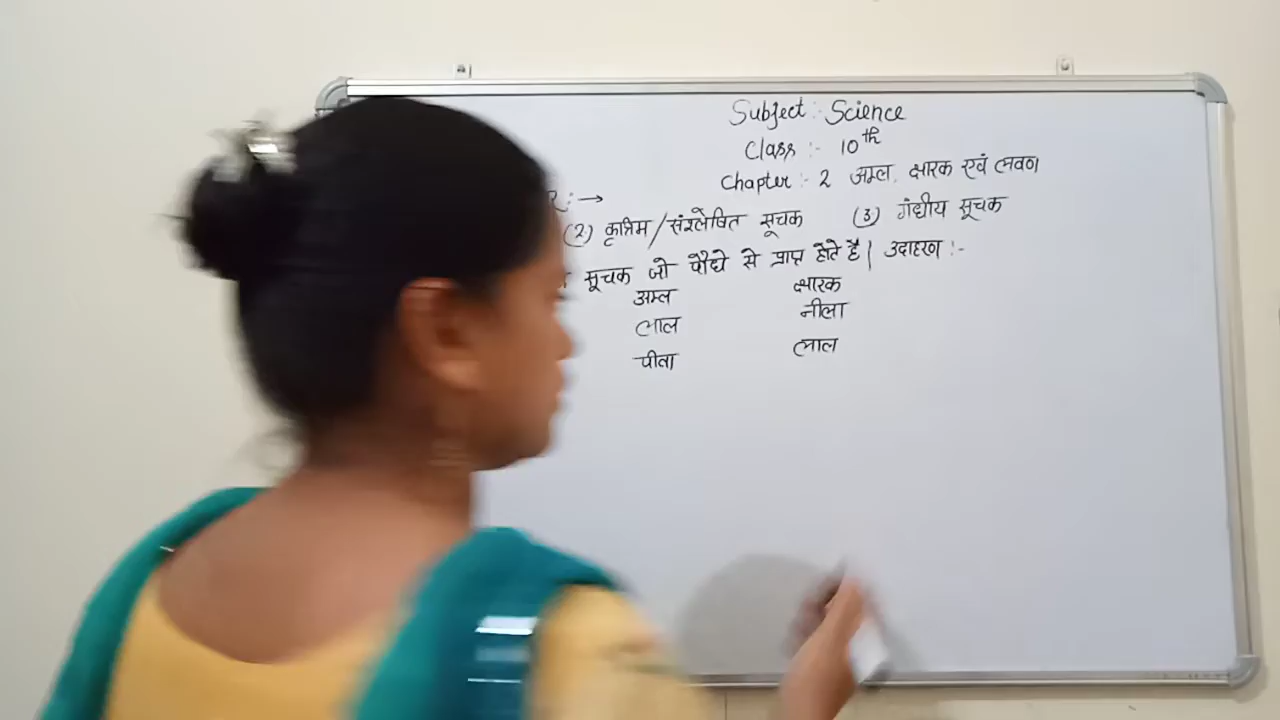 Subject :- Science
Class :- 10th
Chapter :- 2 अम्ल, क्षारक एवं लवण
:- →
(2) कृत्रिम/संश्लेषित सूचक (3) गंधीय सूचक
सूचक जो पौधे से प्राप्त होते है| उदाहरण :-
अम्ल क्षारक
लाल नीला
पीला लाल